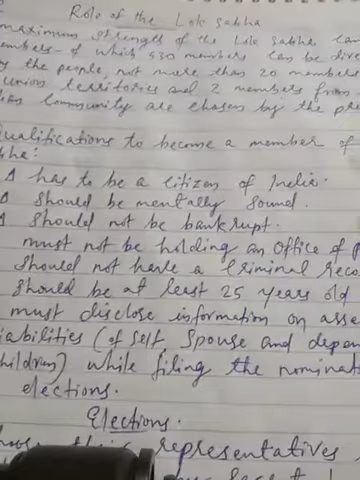 Role of the Lok Sabha
maximum strength of the Lok Sabha can
embers - of which 530 members can be dire
y the people, not more than 20 members
union territories and 2 members from
Community are chosen by the pre
Qualifications to become a member of
bha:
has to be a citizen of India.
should be mentally sound.
should not be bankrupt.
must not be holding an office of p
should not have a criminal reco
should be at least 25 years old
must disclose information on asse
iabilities (of self spouse and depen
children) while filing the nominat
elections.
Elections.
their representatives